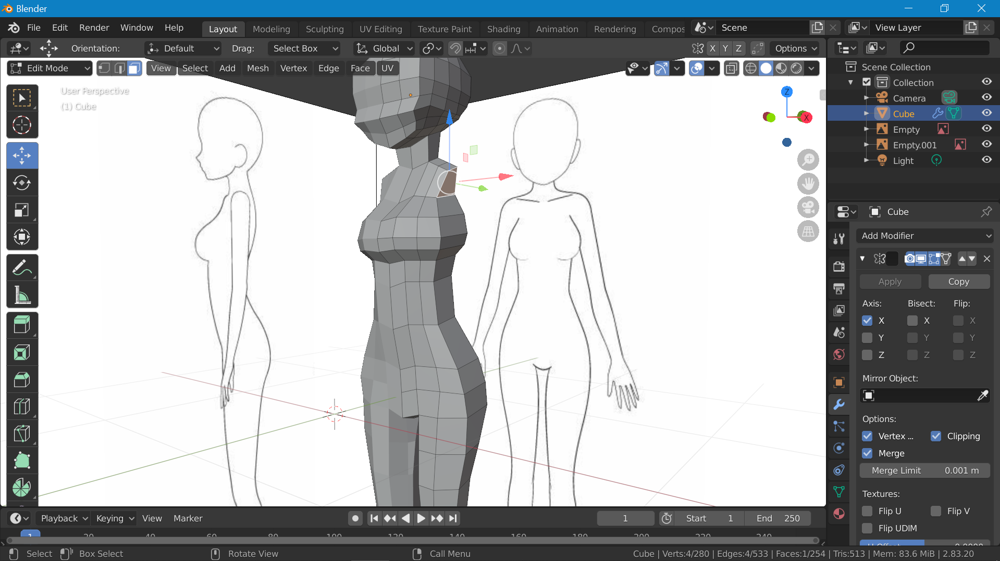 Blender
File Edit Render Window Help Layout Modeling Sculpting UV Editing Texture Paint Shading Animation Rendering Compos Scene View Layer
Orientation: Default Drag: Select Box Global X Y Z Options
Edit Mode View Select Add Mesh Vertex Edge Face UV
User Perspective
(1) Cube
Z
X
Scene Collection
Collection
Camera
Cube
Empty
Empty.001
Light
Cube
Add Modifier
Apply Copy
Axis: Bisect: Flip:
X X X
Y Y Y
Z Z Z
Mirror Object:
Options:
Vertex ... Clipping
Merge
Merge Limit 0.001 m
Textures:
Flip U Flip V
Flip UDIM
Playback Keying View Marker 1 Start 1 End 250
1 20 40 60 80 100 120 140 160 180 200 220 240
Select Box Select Rotate View Call Menu Cube | Verts:4/280 | Edges:4/533 | Faces:1/254 | Tris:513 | Mem: 83.6 MiB | 2.83.20